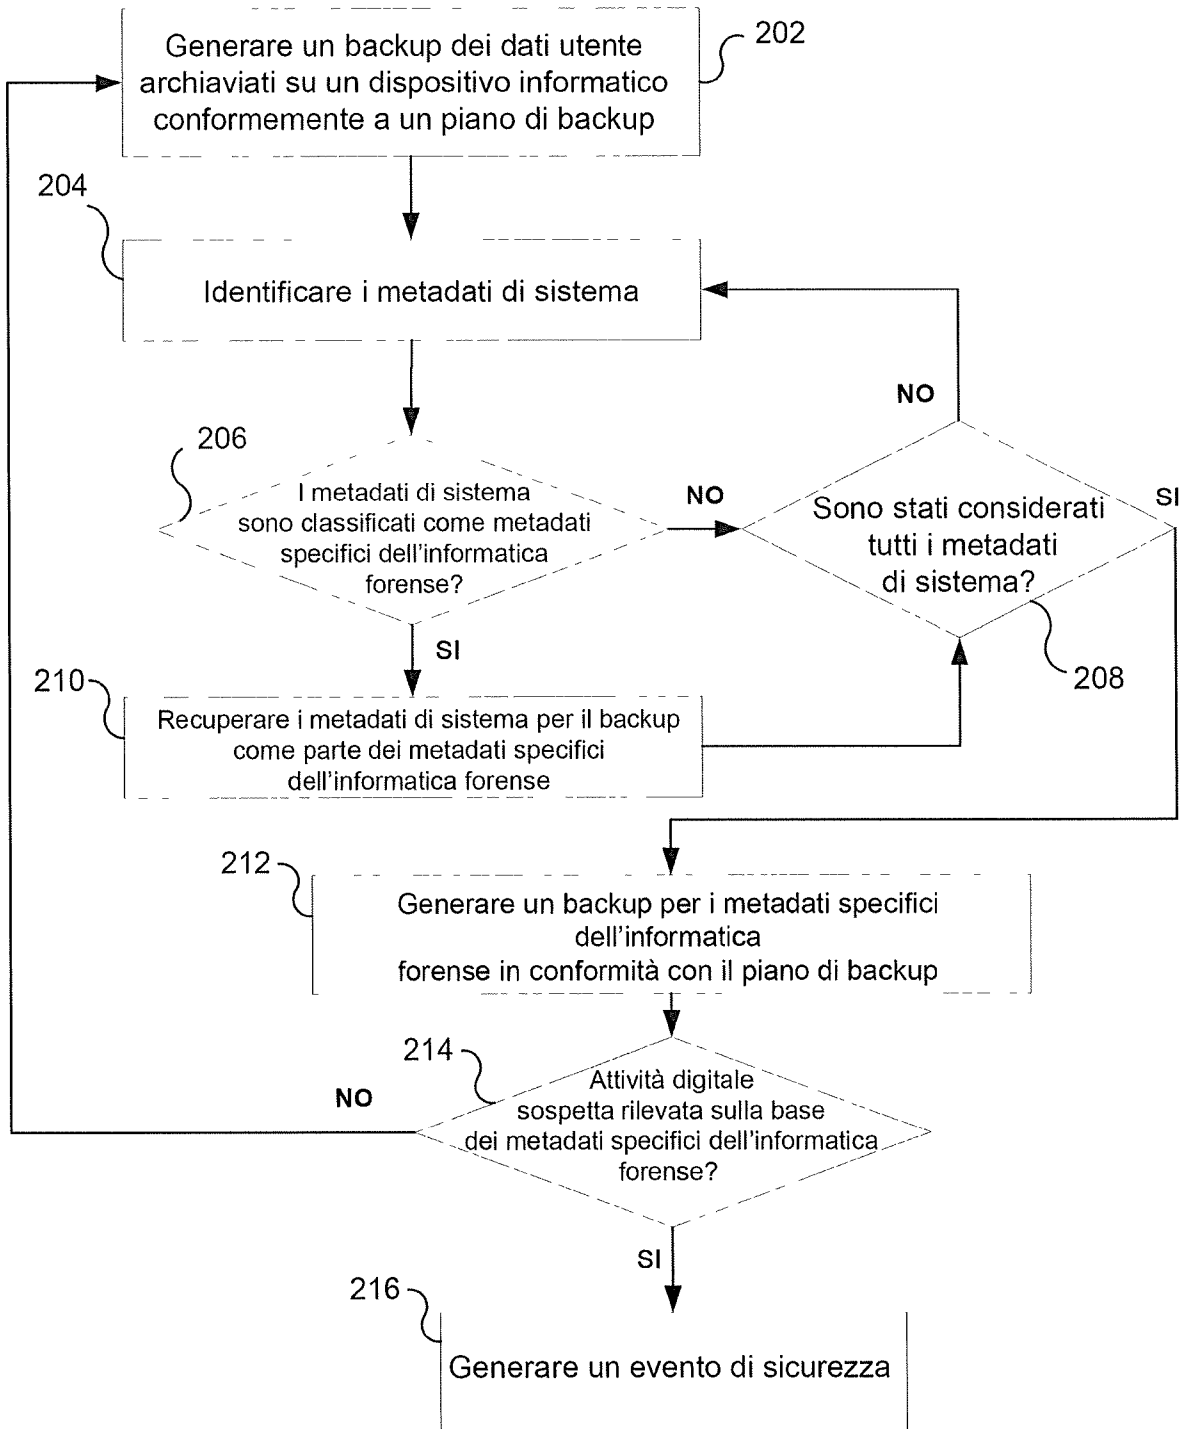 Generare un backup dei dati utente
archiaviati su un dispositivo informatico
conformemente a un piano di backup
202
204
Identificare i metadati di sistema
NO
206
I metadati di sistema
sono classificati come metadati
specifici dell'informatica
forense?
NO
Sono stati considerati
tutti i metadati
di sistema?
SI
208
SI
210
Recuperare i metadati di sistema per il backup
come parte dei metadati specifici
dell'informatica forense
212
Generare un backup per i metadati specifici
dell'informatica
forense in conformità con il piano di backup
214
Attività digitale
sospetta rilevata sulla base
dei metadati specifici dell'informatica
forense?
NO
SI
216
Generare un evento di sicurezza